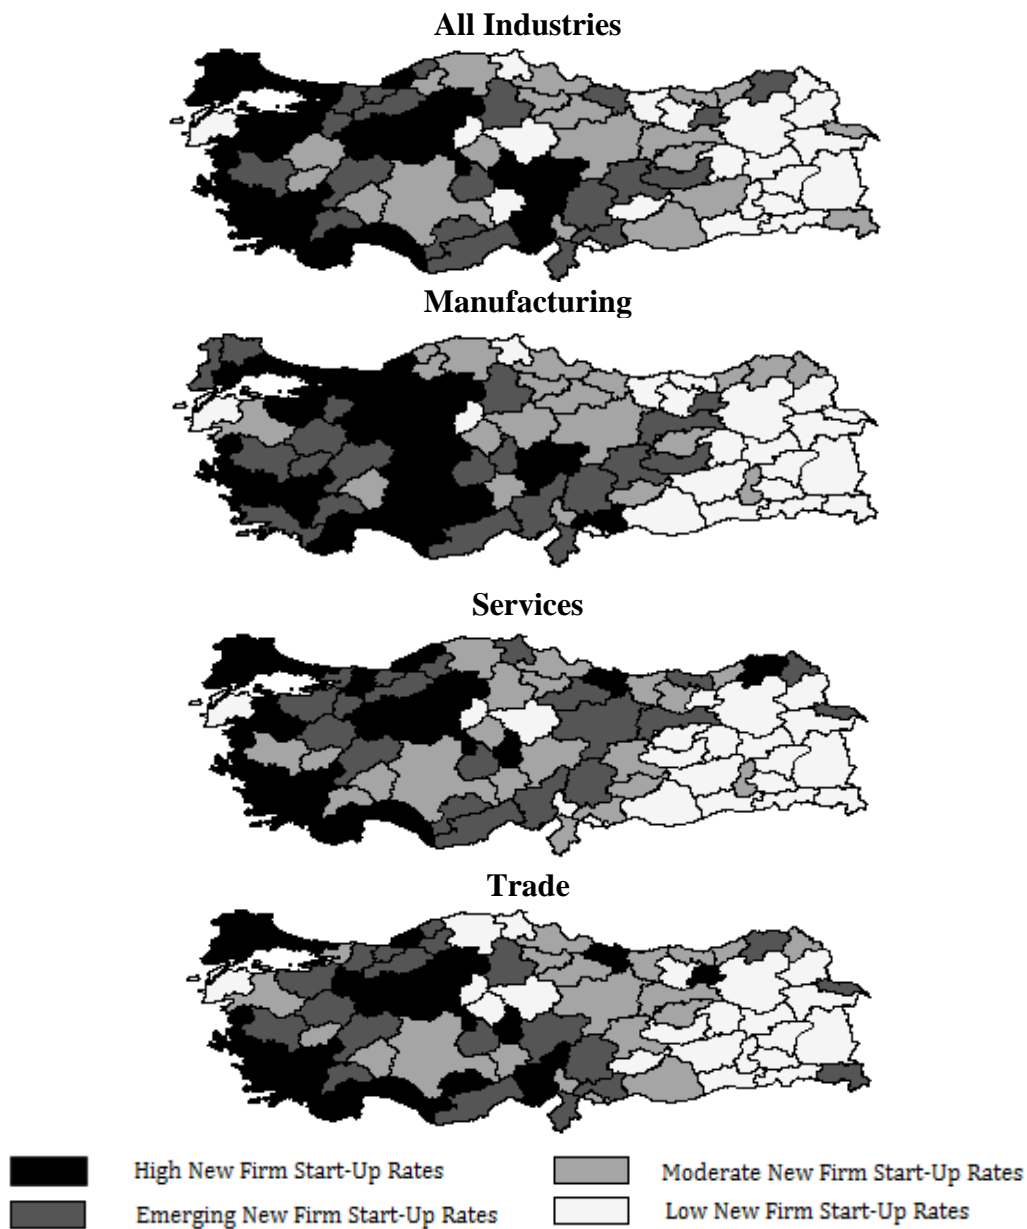 All Industries
Manufacturing
Services
Trade
High New Firm Start-Up Rates
Moderate New Firm Start-Up Rates
Emerging New Firm Start-Up Rates
Low New Firm Start-Up Rates